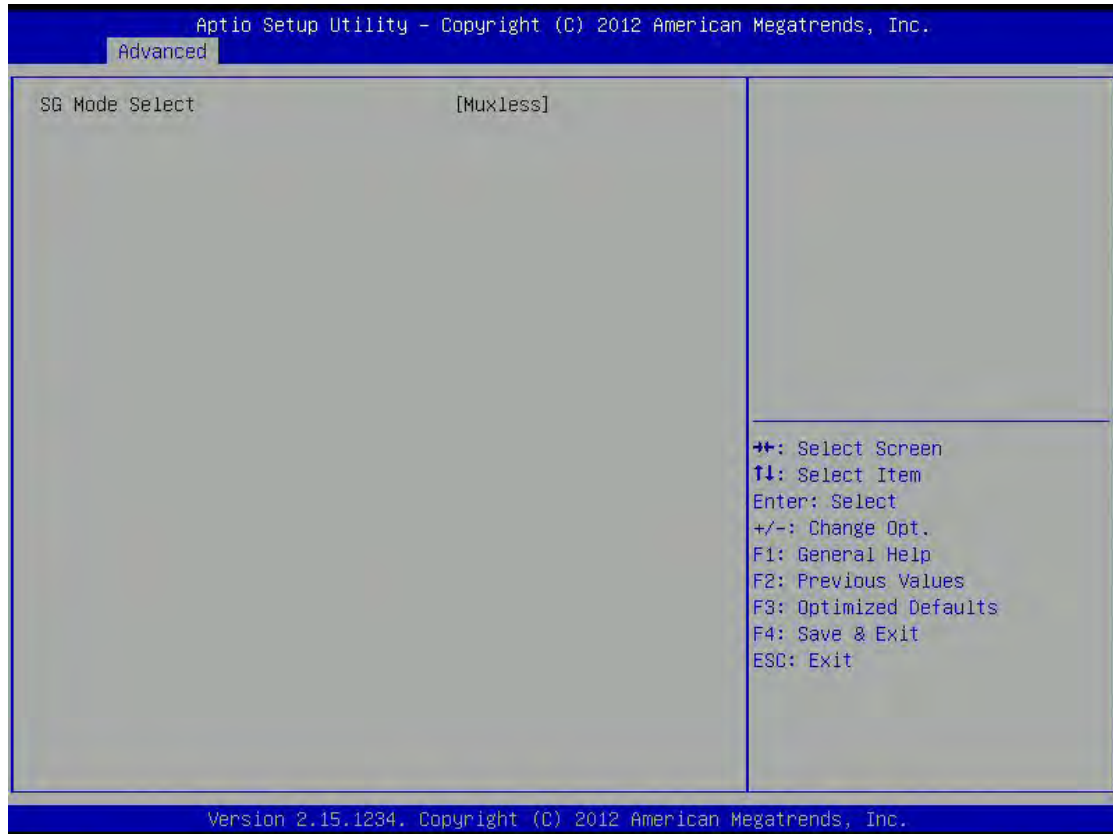 Aptio Setup Utility – Copyright (C) 2012 American Megatrends, Inc.
Advanced
SG Mode Select [Muxless]
→←: Select Screen
↑↓: Select Item
Enter: Select
+/-: Change Opt.
F1: General Help
F2: Previous Values
F3: Optimized Defaults
F4: Save & Exit
ESC: Exit
Version 2.15.1234. Copyright (C) 2012 American Megatrends, Inc.